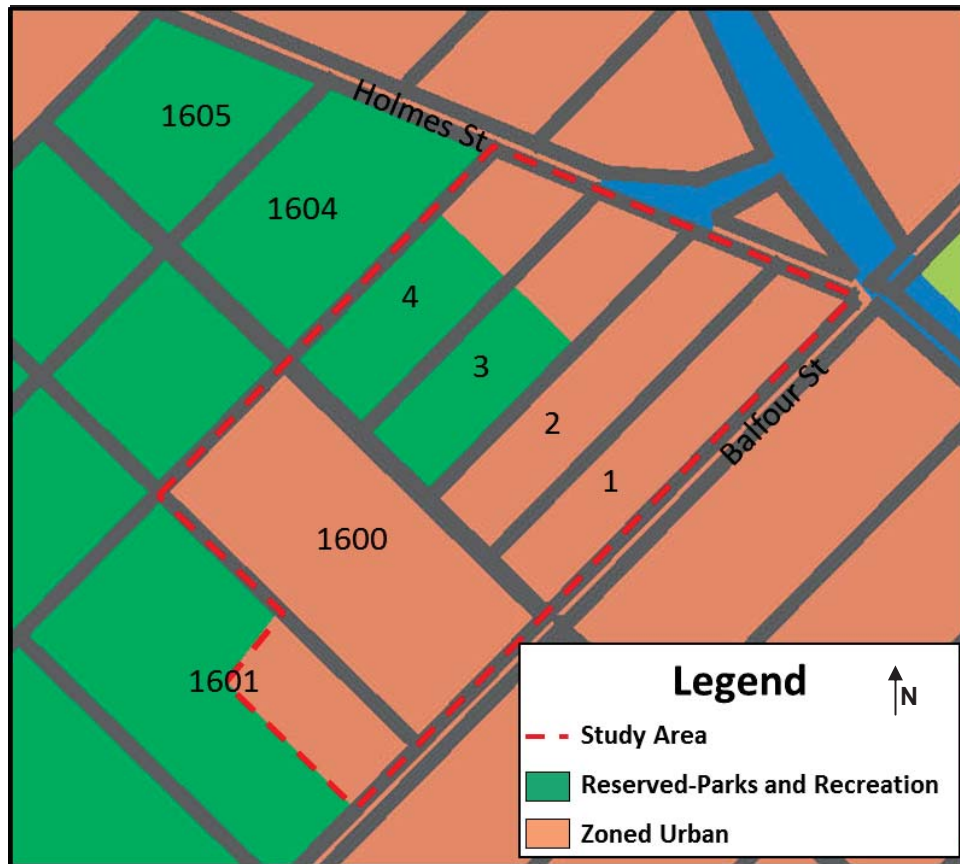 1605
Holmes St
1604
4
3
2
Balfour St
1
1600
1601
Legend
N
Study Area
Reserved-Parks and Recreation
Zoned Urban